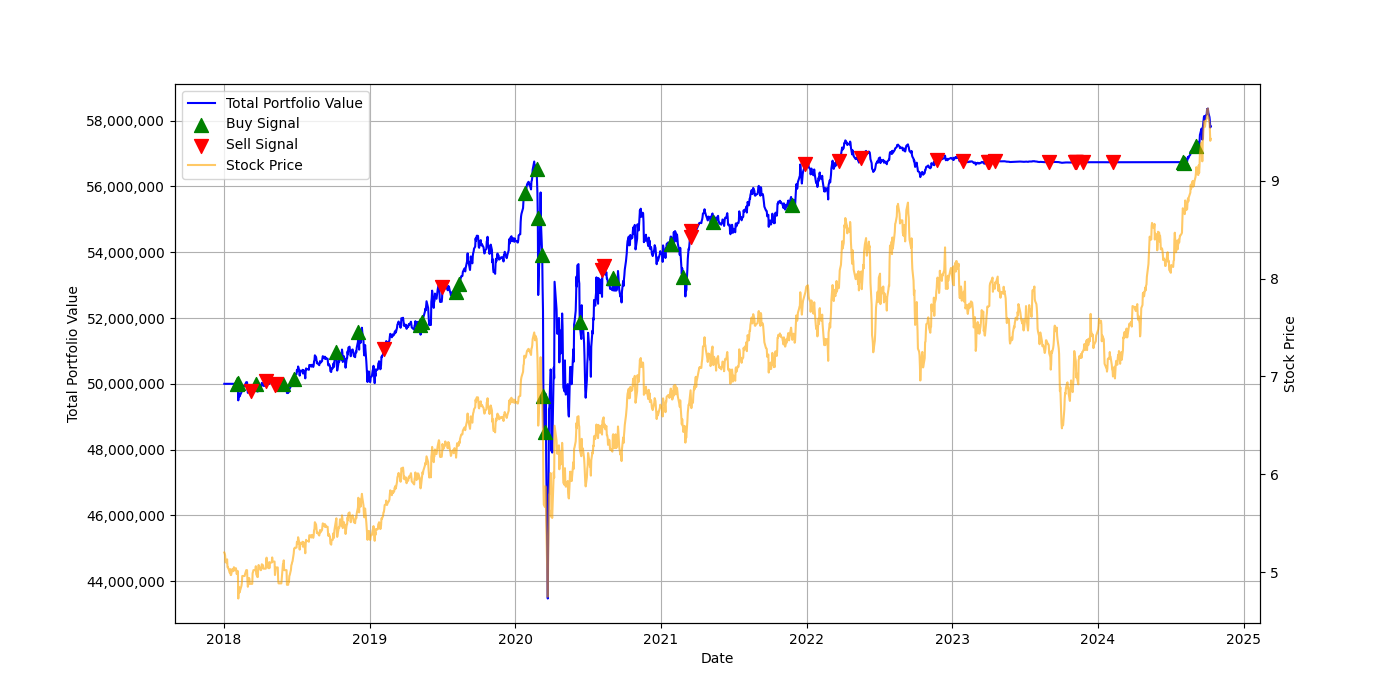 Total Portfolio Value
Buy Signal
Sell Signal
Stock Price
58,000,000
56,000,000
54,000,000
52,000,000
50,000,000
48,000,000
46,000,000
44,000,000
Total Portfolio Value
9
8
7
6
5
Stock Price
2018 2019 2020 2021 2022 2023 2024 2025
Date